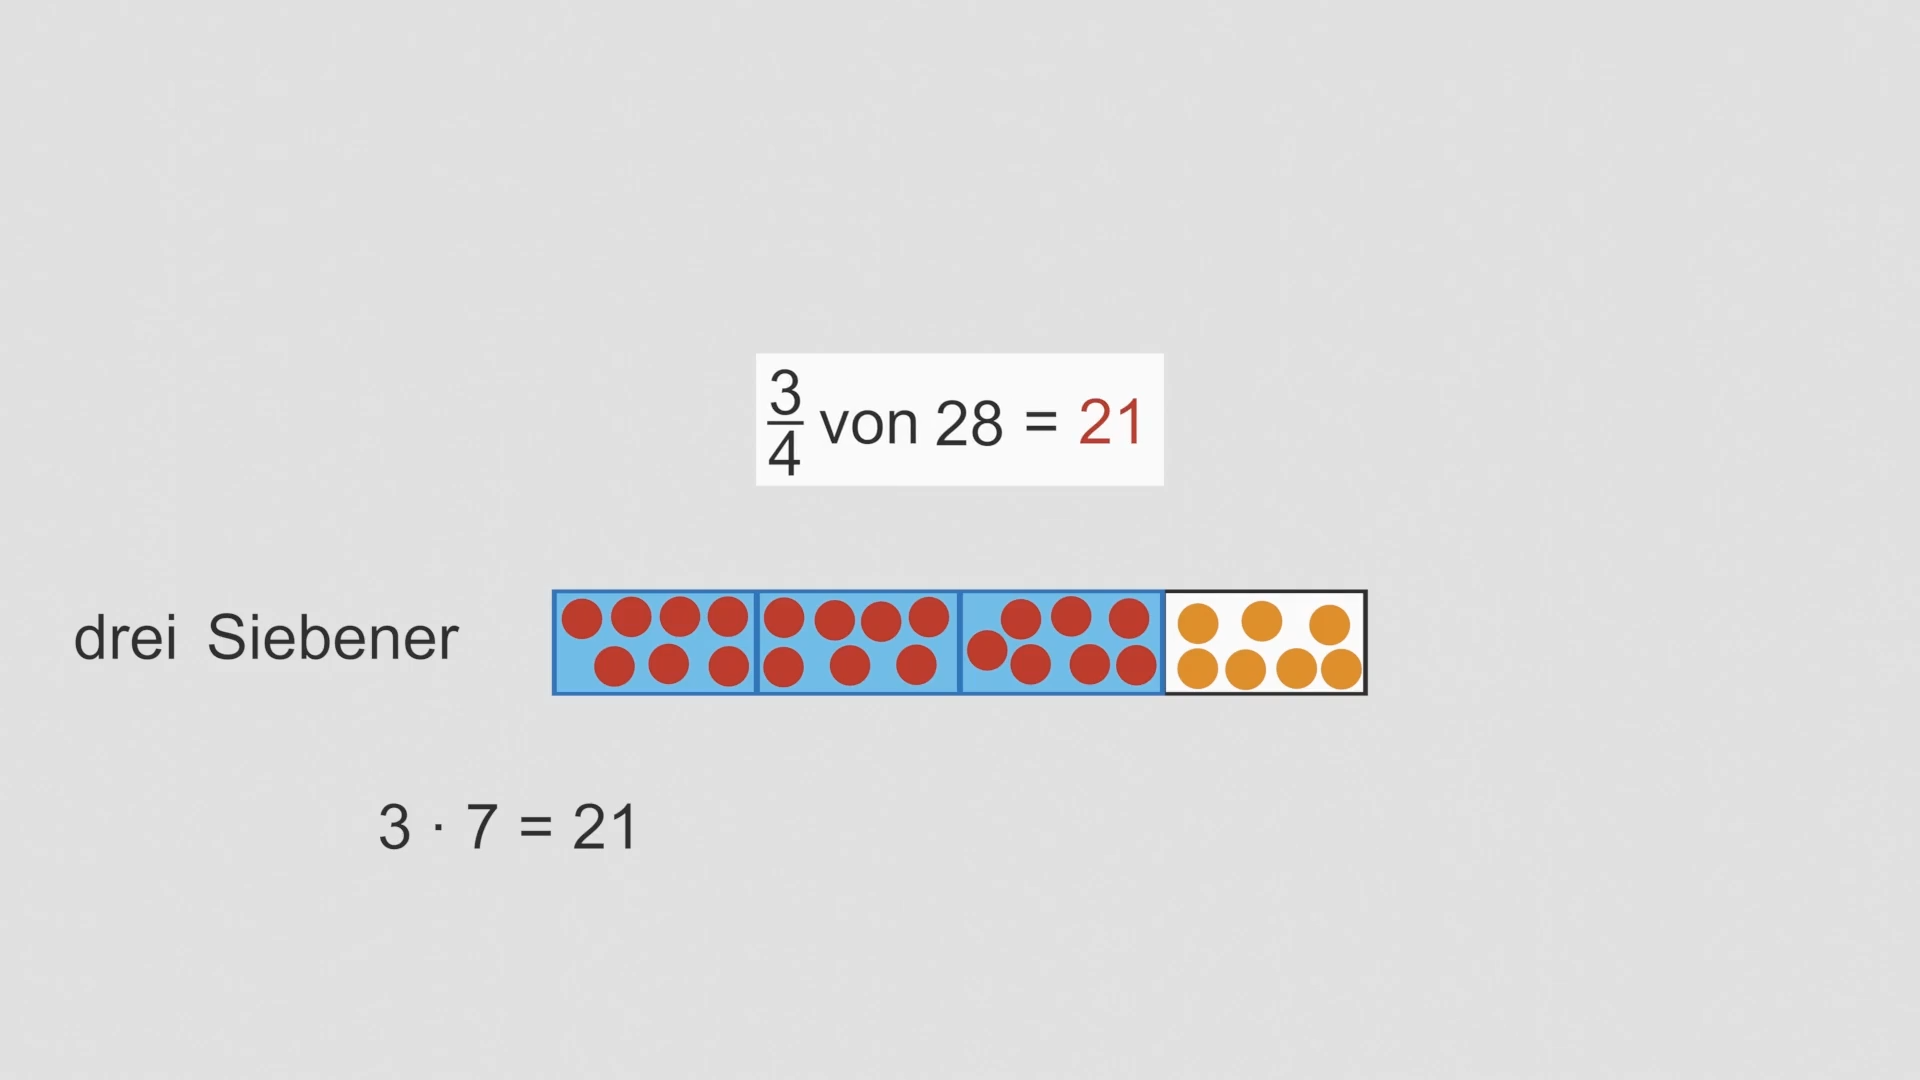 3/4 von 28 = 21
drei Siebener
3 · 7 = 21